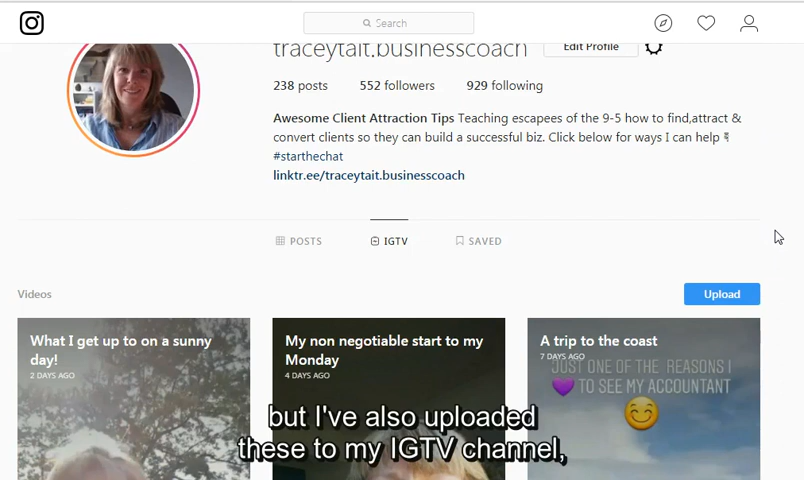 Search
traceytait.businesscoach
Edit Profile
238 posts 552 followers 929 following
Awesome Client Attraction Tips Teaching escapees of the 9-5 how to find,attract &
convert clients so they can build a successful biz. Click below for ways I can help
#starthechat
linktr.ee/traceytait.businesscoach
POSTS IGTV SAVED
Videos
Upload
What I get up to on a sunny
day!
2 DAYS AGO
My non negotiable start to my
Monday
4 DAYS AGO
A trip to the coast
7 DAYS AGO
JUST ONE OF THE REASONS I
💜 TO SEE MY ACCOUNTANT
😊
but I've also uploaded
these to my IGTV channel,